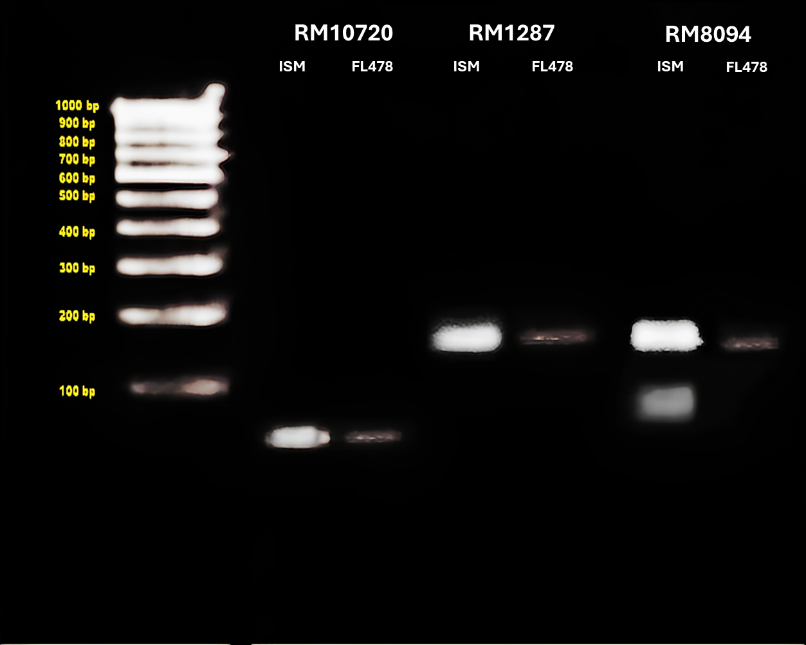 RM10720 RM1287 RM8094
ISM FL478 ISM FL478 ISM FL478
1000 bp
900 bp
800 bp
700 bp
600 bp
500 bp
400 bp
300 bp
200 bp
100 bp